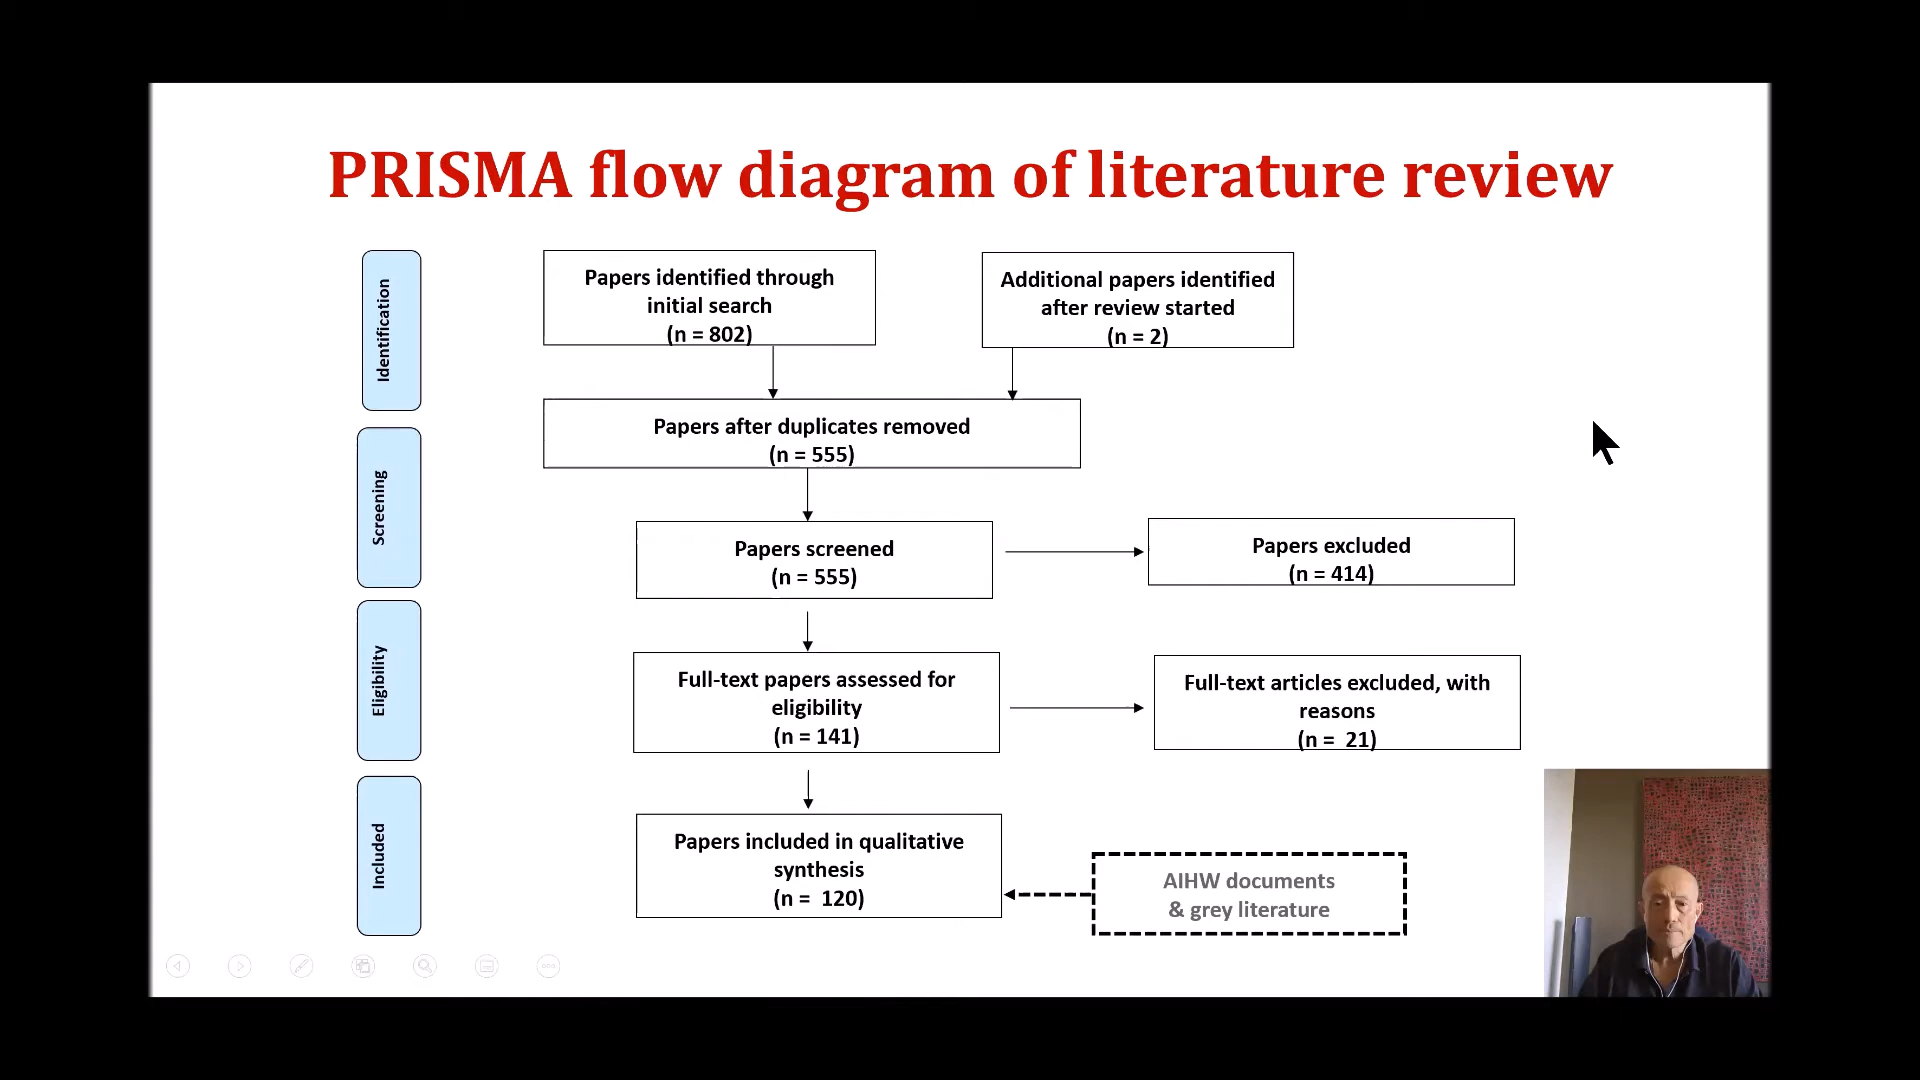 PRISMA flow diagram of literature review
Identification
Papers identified through
initial search
(n = 802)
Additional papers identified
after review started
(n = 2)
Papers after duplicates removed
(n = 555)
Screening
Papers screened
(n = 555)
Papers excluded
(n = 414)
Eligibility
Full-text papers assessed for
eligibility
(n = 141)
Full-text articles excluded, with
reasons
(n =  21)
Included
Papers included in qualitative
synthesis
(n =  120)
AIHW documents
& grey literature